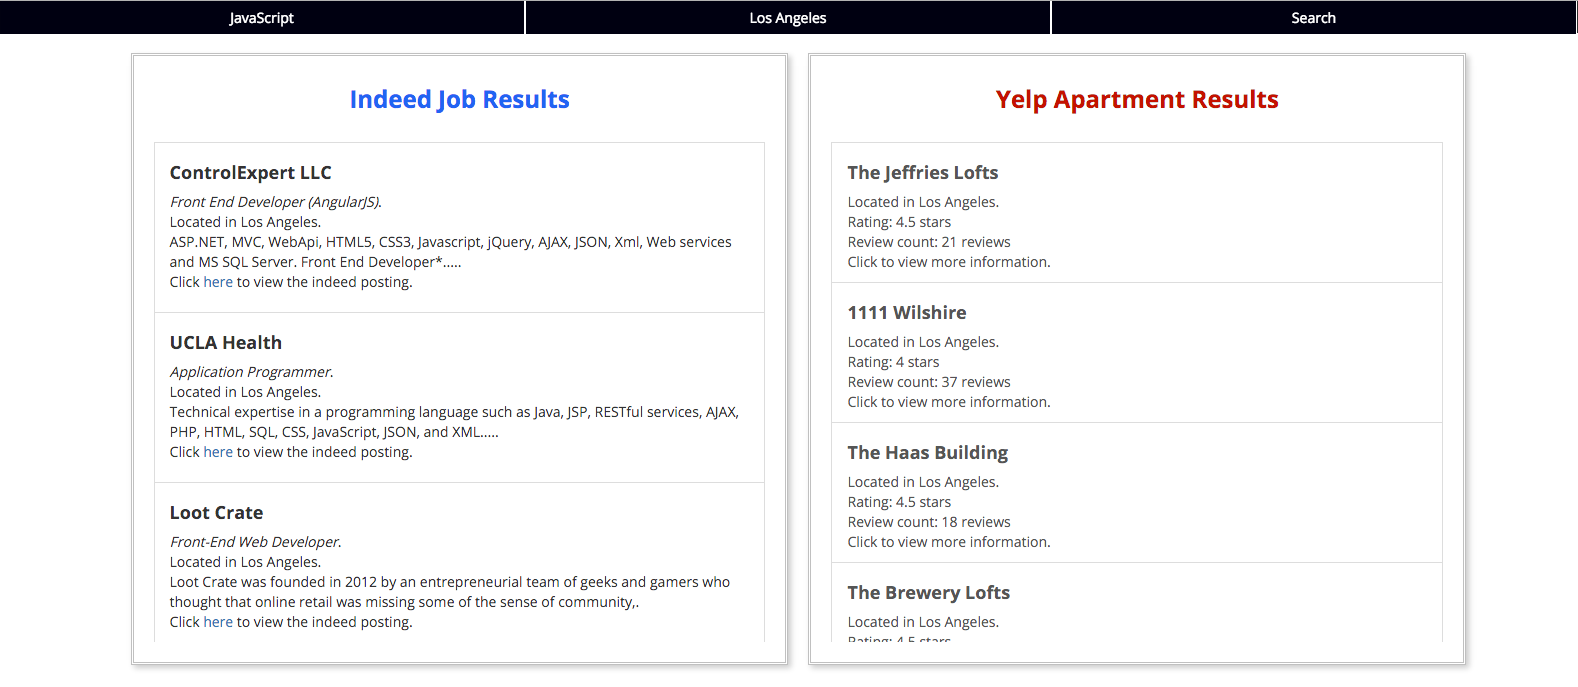 JavaScript
Los Angeles
Search
Indeed Job Results
ControlExpert LLC
Front End Developer (AngularJS).
Located in Los Angeles.
ASP.NET, MVC, WebApi, HTML5, CSS3, Javascript, jQuery, AJAX, JSON, Xml, Web services
and MS SQL Server. Front End Developer*.....
Click here to view the indeed posting.
UCLA Health
Application Programmer.
Located in Los Angeles.
Technical expertise in a programming language such as Java, JSP, RESTful services, AJAX,
PHP, HTML, SQL, CSS, JavaScript, JSON, and XML.....
Click here to view the indeed posting.
Loot Crate
Front-End Web Developer.
Located in Los Angeles.
Loot Crate was founded in 2012 by an entrepreneurial team of geeks and gamers who
thought that online retail was missing some of the sense of community,.
Click here to view the indeed posting.
Yelp Apartment Results
The Jeffries Lofts
Located in Los Angeles.
Rating: 4.5 stars
Review count: 21 reviews
Click to view more information.
1111 Wilshire
Located in Los Angeles.
Rating: 4 stars
Review count: 37 reviews
Click to view more information.
The Haas Building
Located in Los Angeles.
Rating: 4.5 stars
Review count: 18 reviews
Click to view more information.
The Brewery Lofts
Located in Los Angeles.
Rating: 4.5 stars